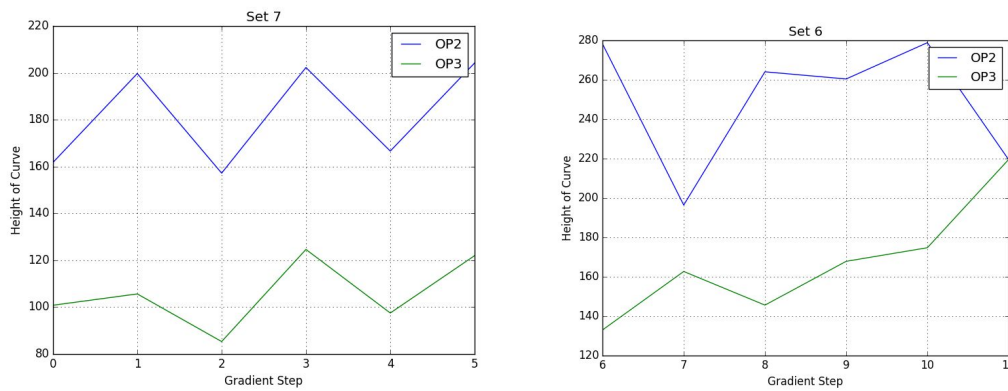 Set 7
220
200
180
160
140
120
100
80
0 1 2 3 4 5
Height of Curve
Gradient Step
OP2
OP3
Set 6
280
260
240
220
200
180
160
140
120
6 7 8 9 10
Height of Curve
Gradient Step
OP2
OP3